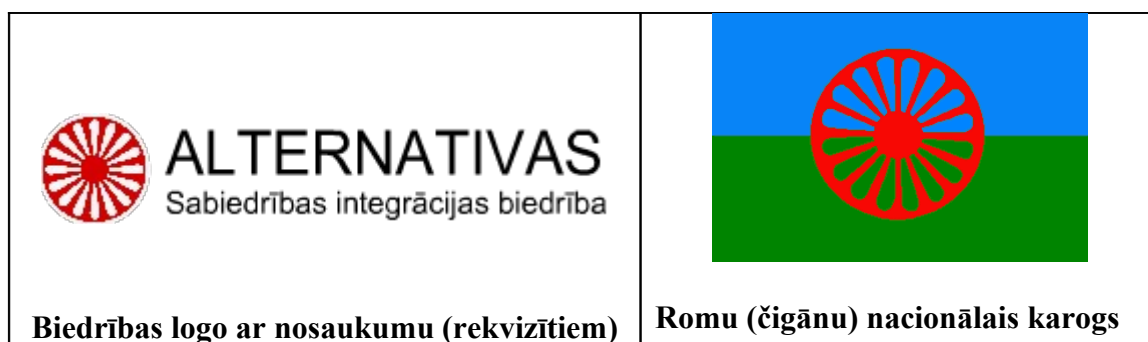 ALTERNATIVAS
Sabiedrības integrācijas biedrība
Biedrības logo ar nosaukumu (rekvizītiem)
Romu (čigānu) nacionālais karogs